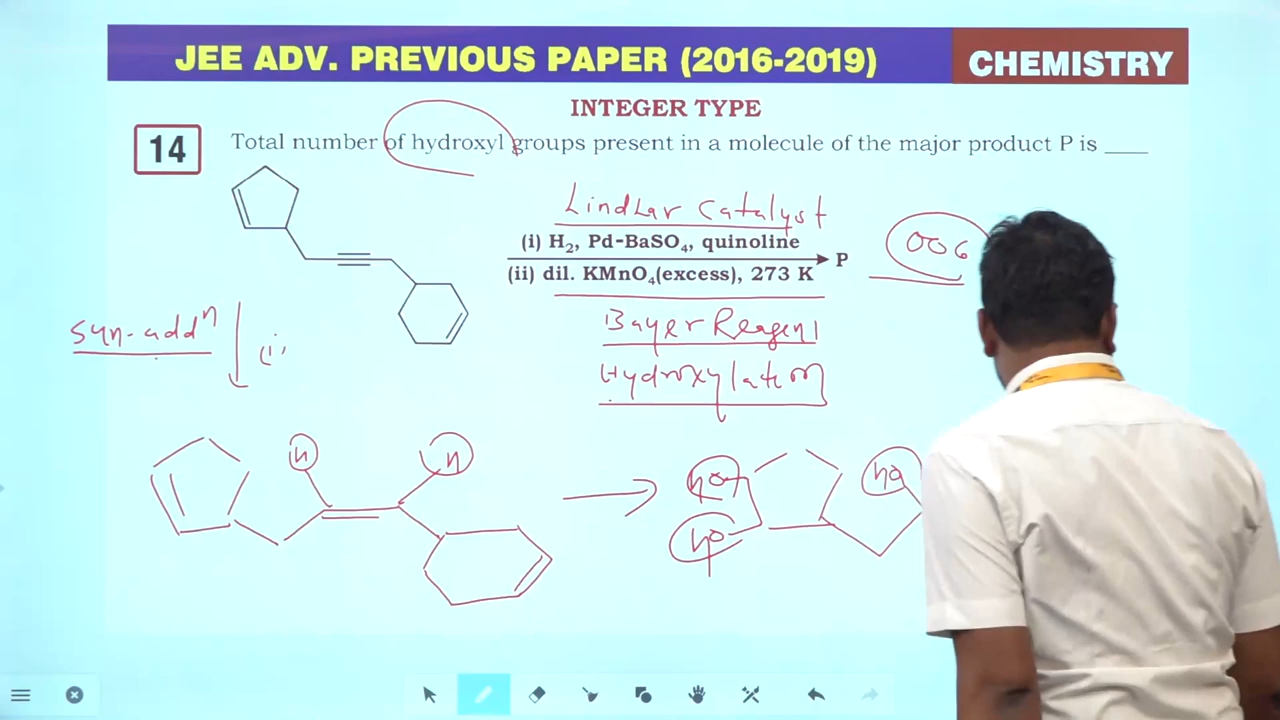 JEE ADV. PREVIOUS PAPER (2016-2019)
CHEMISTRY
INTEGER TYPE
14
Total number of hydroxyl groups present in a molecule of the major product P is ____
Lindlar Catalyst
(i) H₂, Pd-BaSO₄, quinoline
P
(ii) dil. KMnO₄(excess), 273 K
006
Bayer Reagent
Hydroxylation
Syn-addⁿ
(i)
H
H
HO
HO
HO